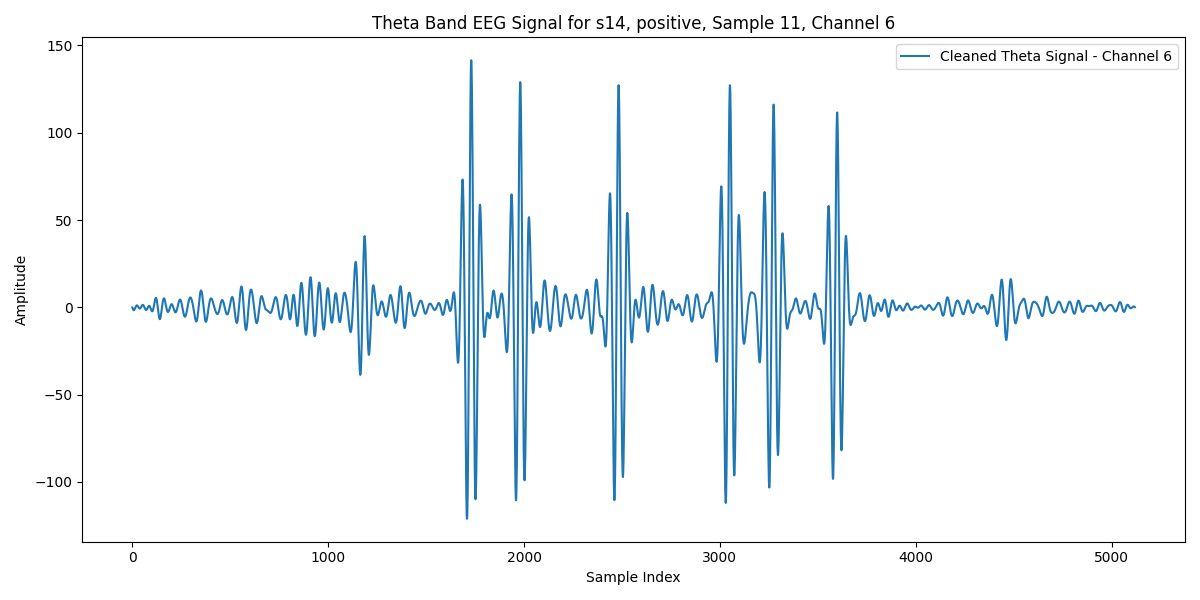 Theta Band EEG Signal for s14, positive, Sample 11, Channel 6
Cleaned Theta Signal - Channel 6
Amplitude
150
100
50
0
−50
−100
0 1000 2000 3000 4000 5000
Sample Index